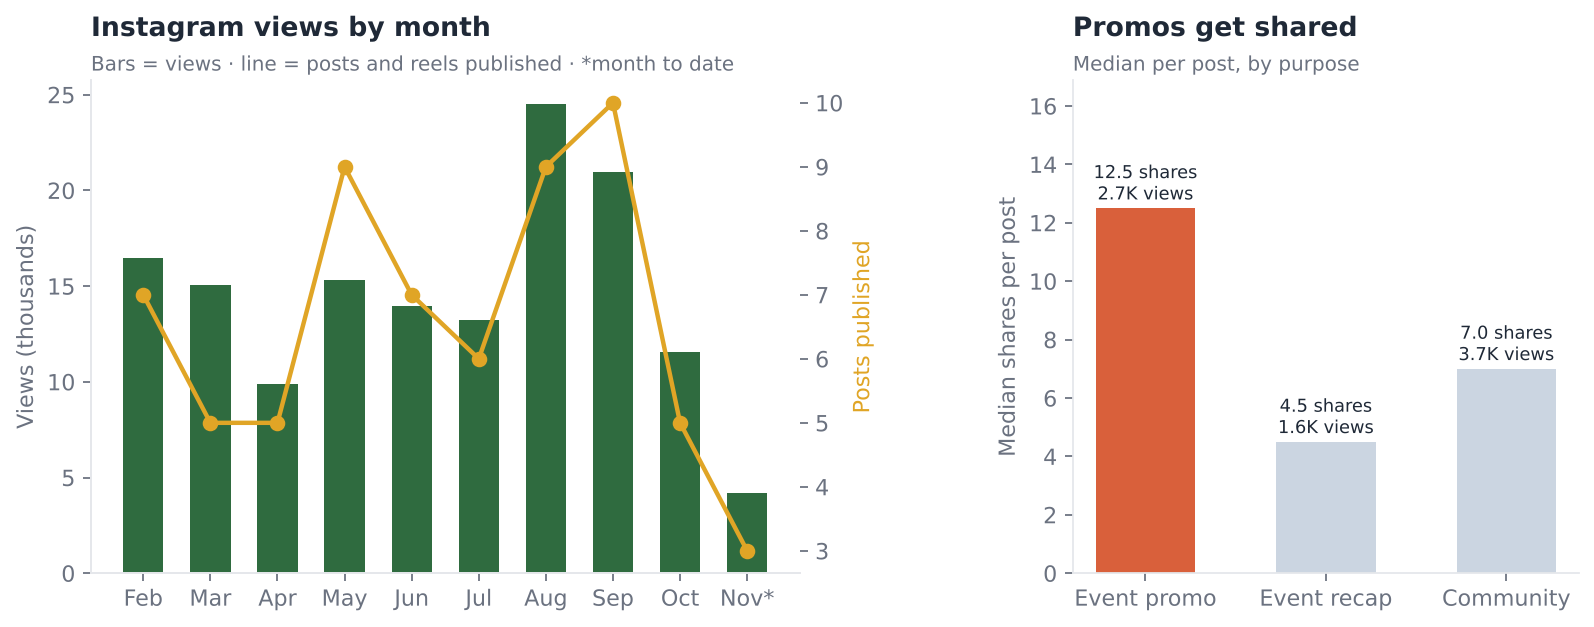 Instagram views by month
Bars = views · line = posts and reels published · *month to date
Views (thousands)
25
20
15
10
5
0
Feb Mar Apr May Jun Jul Aug Sep Oct Nov*
10
9
8
7
6
5
4
3
Posts published
Promos get shared
Median per post, by purpose
Median shares per post
16
14
12
10
8
6
4
2
0
12.5 shares
2.7K views
4.5 shares
1.6K views
7.0 shares
3.7K views
Event promo Event recap Community